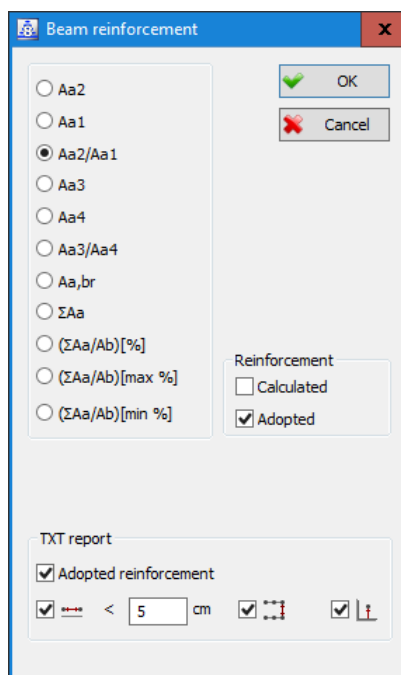 Beam reinforcement
x
Aa2
OK
Aa1
Cancel
Aa2/Aa1
Aa3
Aa4
Aa3/Aa4
Aa,br
ΣAa
(ΣAa/Ab)[%]
(ΣAa/Ab)[max %]
(ΣAa/Ab)[min %]
Reinforcement
Calculated
Adopted
TXT report
Adopted reinforcement
< 5 cm